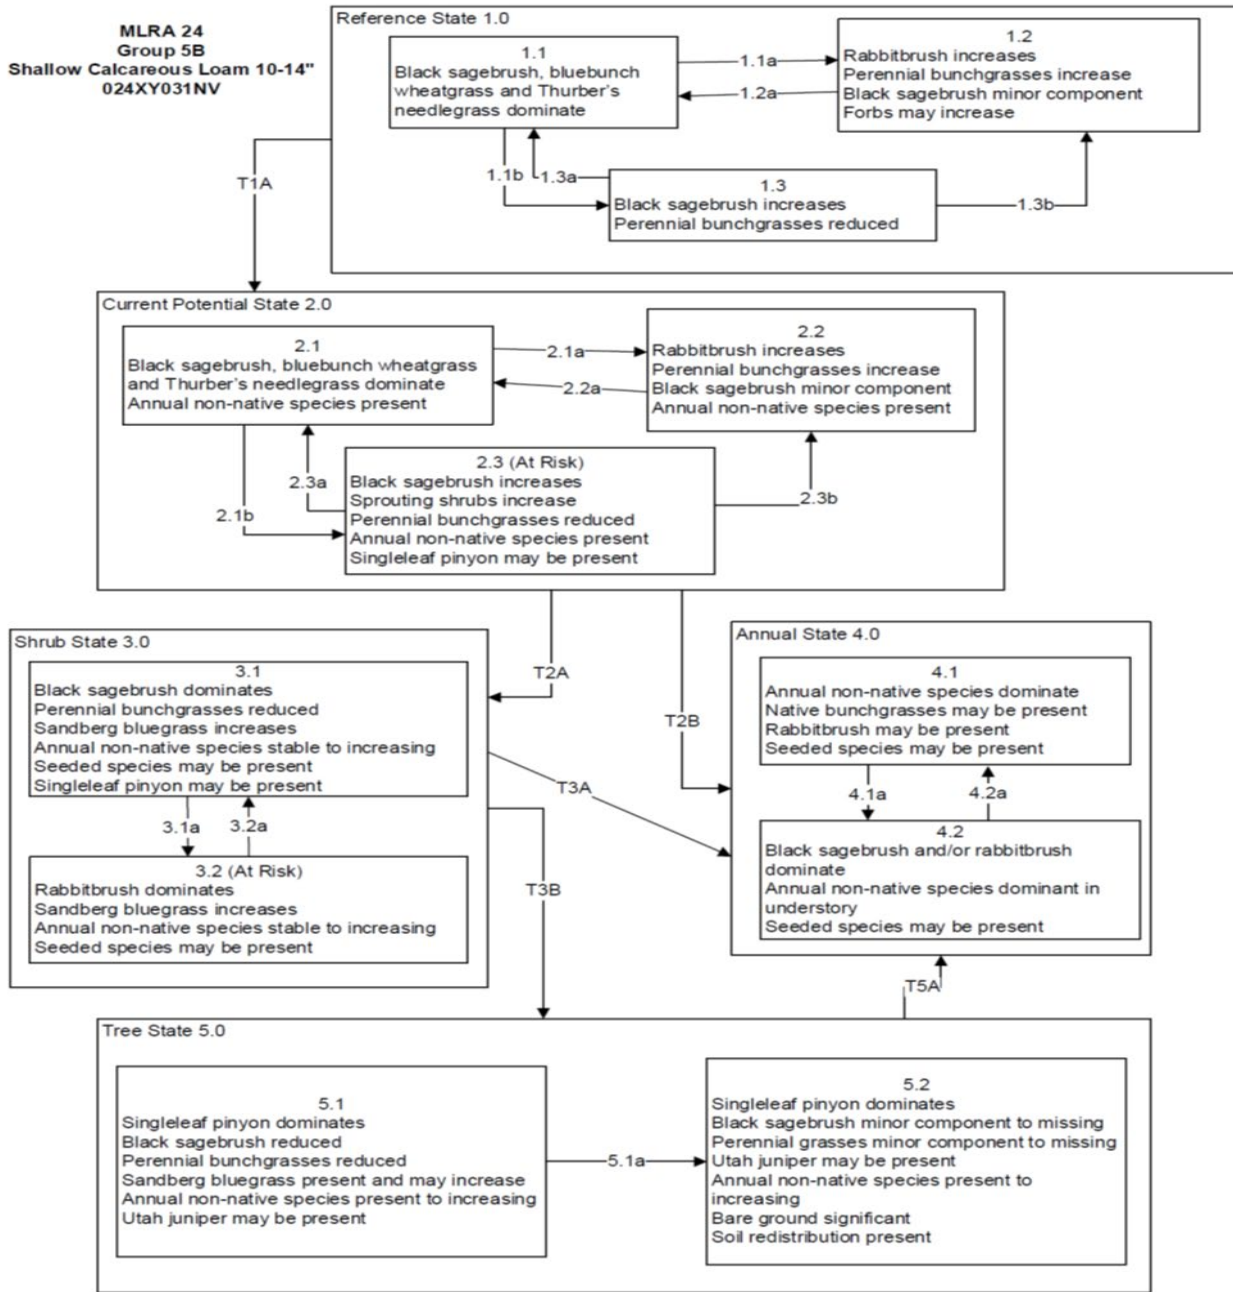 MLRA 24
Group 5B
Shallow Calcareous Loam 10-14"
024XY031NV
Reference State 1.0
1.1
Black sagebrush, bluebunch
wheatgrass and Thurber's
needlegrass dominate
1.1a
1.2a
1.2
Rabbitbrush increases
Perennial bunchgrasses increase
Black sagebrush minor component
Forbs may increase
1.1b
1.3a
1.3
Black sagebrush increases
Perennial bunchgrasses reduced
1.3b
T1A
Current Potential State 2.0
2.1
Black sagebrush, bluebunch wheatgrass
and Thurber's needlegrass dominate
Annual non-native species present
2.1a
2.2a
2.2
Rabbitbrush increases
Perennial bunchgrasses increase
Black sagebrush minor component
Annual non-native species present
2.1b
2.3a
2.3 (At Risk)
Black sagebrush increases
Sprouting shrubs increase
Perennial bunchgrasses reduced
Annual non-native species present
Singleleaf pinyon may be present
2.3b
T2A
T2B
Shrub State 3.0
3.1
Black sagebrush dominates
Perennial bunchgrasses reduced
Sandberg bluegrass increases
Annual non-native species stable to increasing
Seeded species may be present
Singleleaf pinyon may be present
3.1a
3.2a
3.2 (At Risk)
Rabbitbrush dominates
Sandberg bluegrass increases
Annual non-native species stable to increasing
Seeded species may be present
T3A
T3B
Annual State 4.0
4.1
Annual non-native species dominate
Native bunchgrasses may be present
Rabbitbrush may be present
Seeded species may be present
4.1a
4.2a
4.2
Black sagebrush and/or rabbitbrush
dominate
Annual non-native species dominant in
understory
Seeded species may be present
T5A
Tree State 5.0
5.1
Singleleaf pinyon dominates
Black sagebrush reduced
Perennial bunchgrasses reduced
Sandberg bluegrass present and may increase
Annual non-native species present to increasing
Utah juniper may be present
5.1a
5.2
Singleleaf pinyon dominates
Black sagebrush minor component to missing
Perennial grasses minor component to missing
Utah juniper may be present
Annual non-native species present to
increasing
Bare ground significant
Soil redistribution present